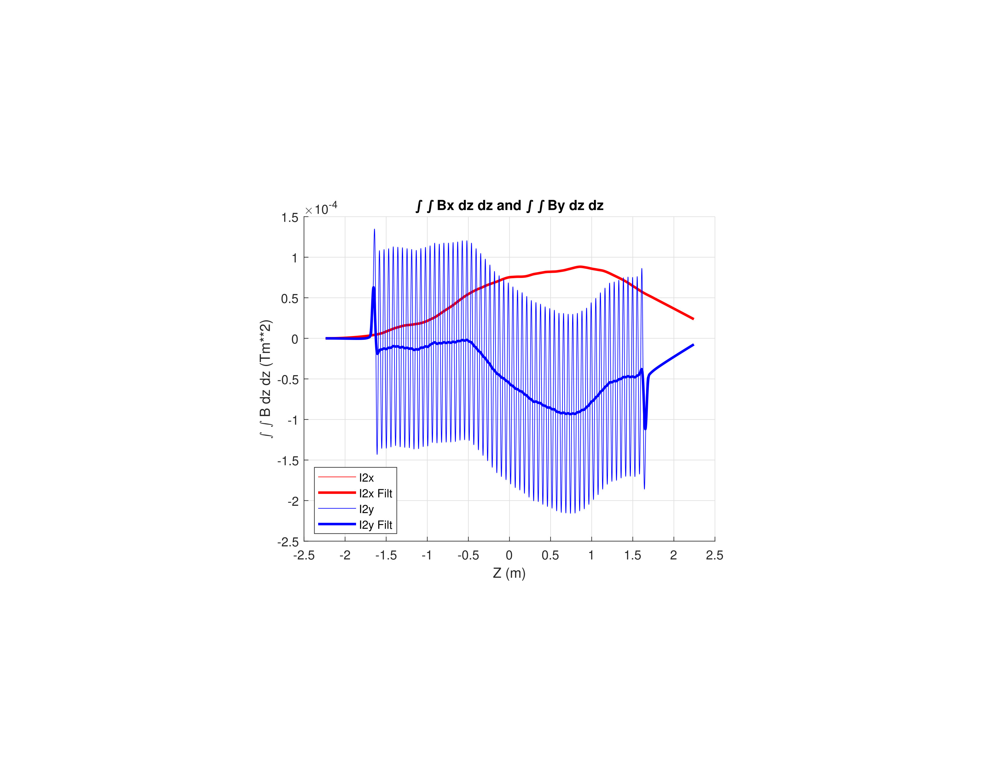 ∫ ∫ Bx dz dz and ∫ ∫ By dz dz
×10-4
1.5
1
0.5
0
-0.5
-1
-1.5
-2
-2.5
∫ ∫ B dz dz (Tm**2)
I2x
I2x Filt
I2y
I2y Filt
-2.5 -2 -1.5 -1 -0.5 0 0.5 1 1.5 2 2.5
Z (m)